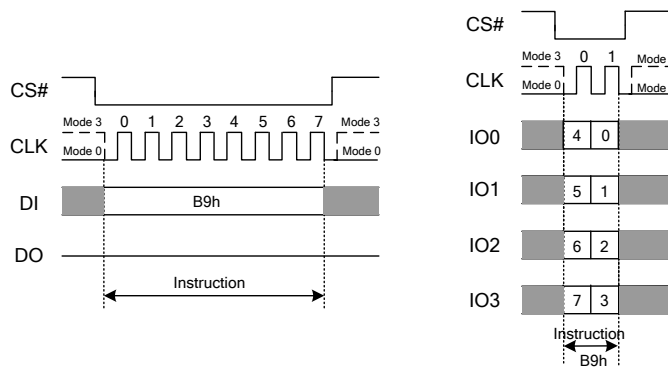 CS#
Mode 3 0 1 2 3 4 5 6 7 Mode 3
CLK Mode 0 Mode 0
DI B9h
DO
Instruction
CS#
Mode 3 0 1 Mode
CLK Mode 0 Mode
IO0 4 0
IO1 5 1
IO2 6 2
IO3 7 3
Instruction
B9h